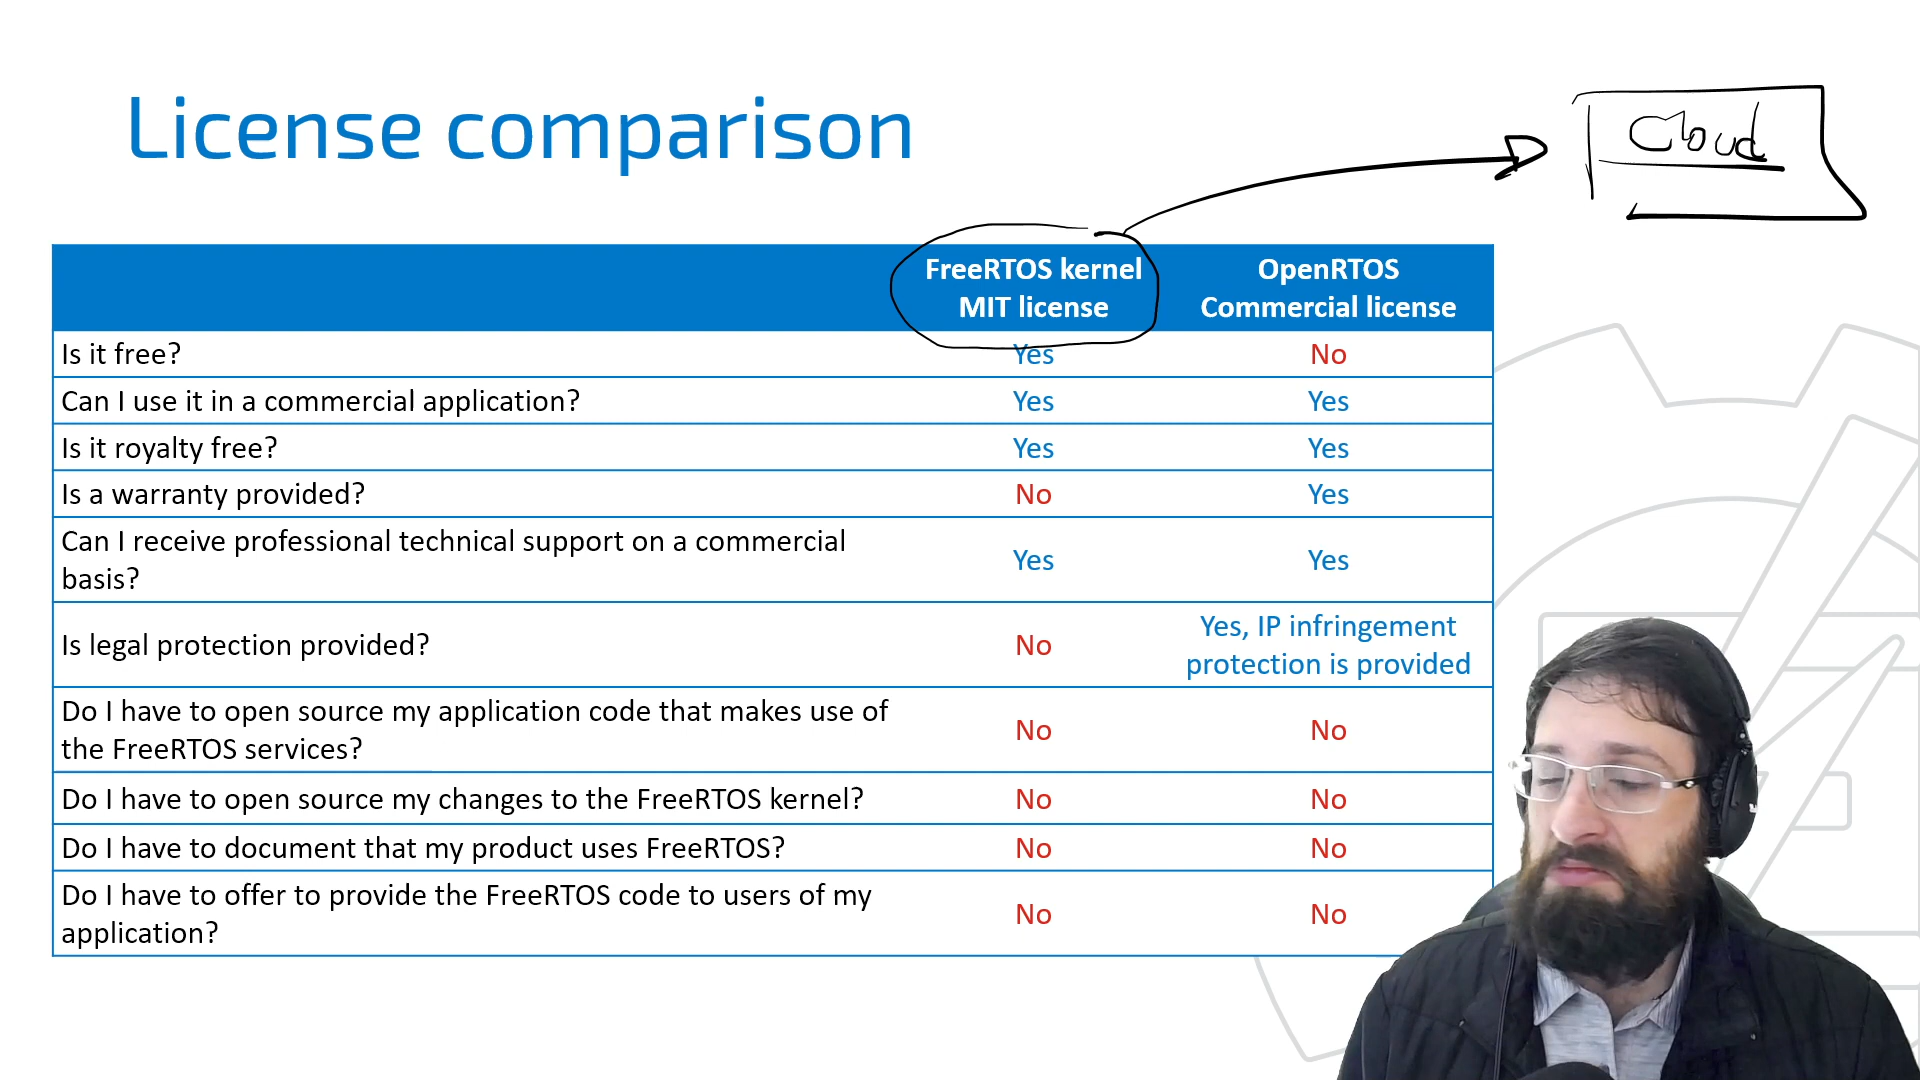 License comparison
Cloud
FreeRTOS kernel OpenRTOS
MIT license Commercial license
Is it free? Yes No
Can I use it in a commercial application? Yes Yes
Is it royalty free? Yes Yes
Is a warranty provided? No Yes
Can I receive professional technical support on a commercial
basis? Yes Yes
Is legal protection provided? No Yes, IP infringement
protection is provided
Do I have to open source my application code that makes use of
the FreeRTOS services? No No
Do I have to open source my changes to the FreeRTOS kernel? No No
Do I have to document that my product uses FreeRTOS? No No
Do I have to offer to provide the FreeRTOS code to users of my
application? No No